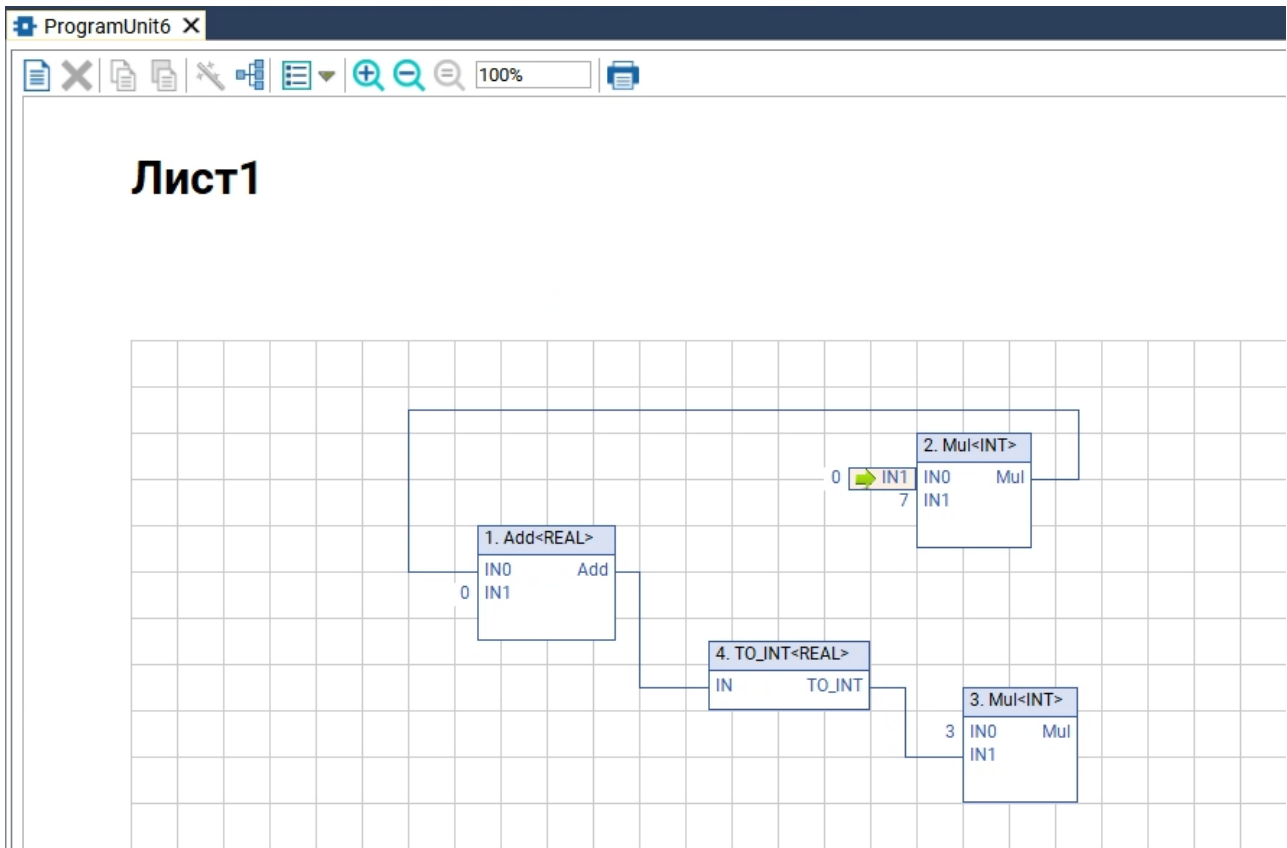 ProgramUnit6
100%
Лист1
2. Mul<INT>
0 IN1 IN0 Mul
7 IN1
1. Add<REAL>
IN0 Add
0 IN1
4. TO_INT<REAL>
IN TO_INT
3. Mul<INT>
3 IN0 Mul
IN1